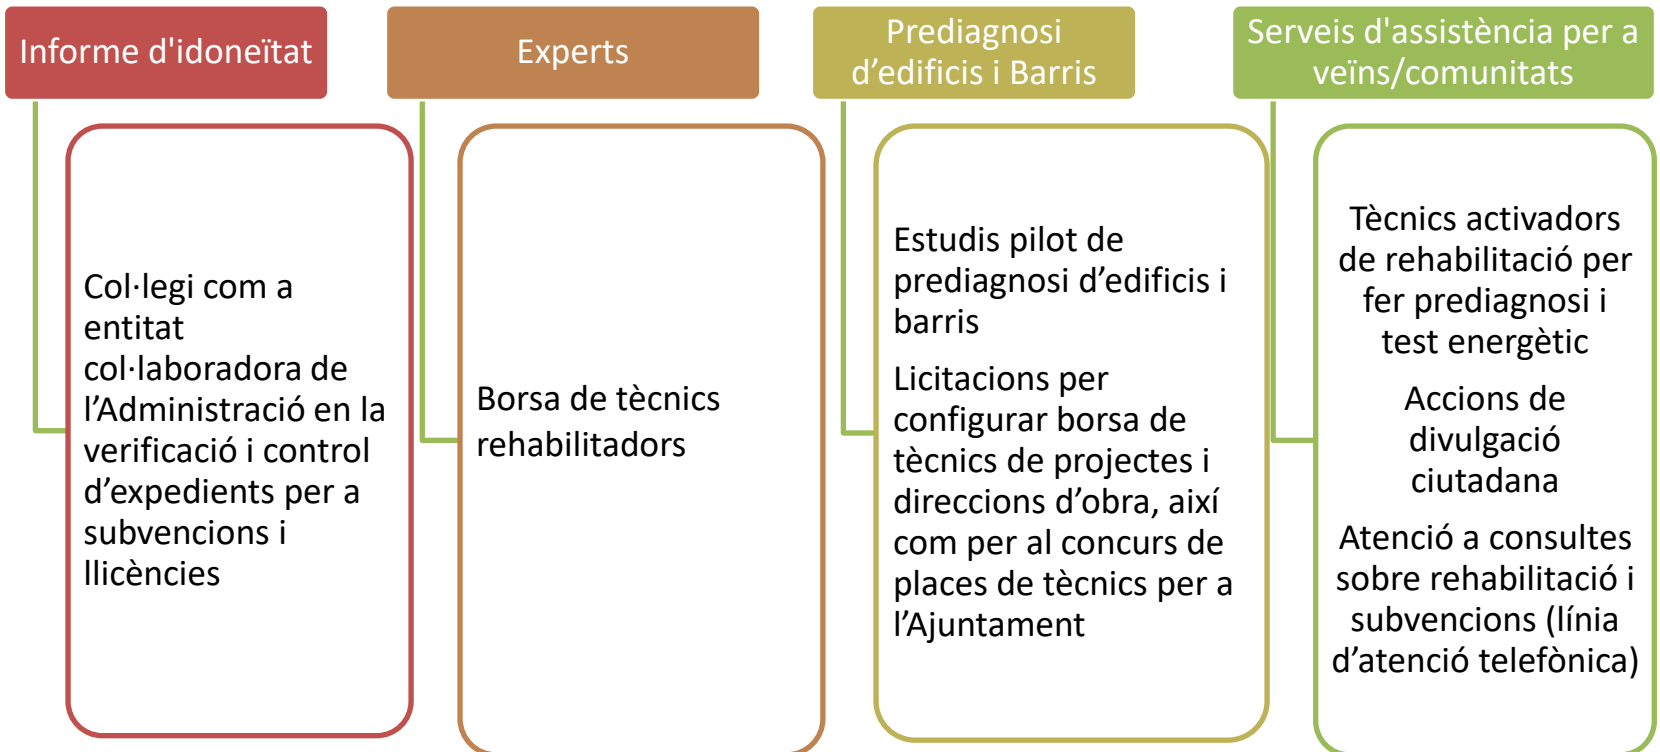 Informe d'idoneïtat
Col·legi com a
entitat
col·laboradora de
l’Administració en la
verificació i control
d’expedients per a
subvencions i
llicències
Experts
Borsa de tècnics
rehabilitadors
Prediagnosi
d’edificis i Barris
Estudis pilot de
prediagnosi d’edificis i
barris
Licitacions per
configurar borsa de
tècnics de projectes i
direccions d’obra, així
com per al concurs de
places de tècnics per a
l’Ajuntament
Serveis d'assistència per a
veïns/comunitats
Tècnics activadors
de rehabilitació per
fer prediagnosi i
test energètic
Accions de
divulgació
ciutadana
Atenció a consultes
sobre rehabilitació i
subvencions (línia
d’atenció telefònica)